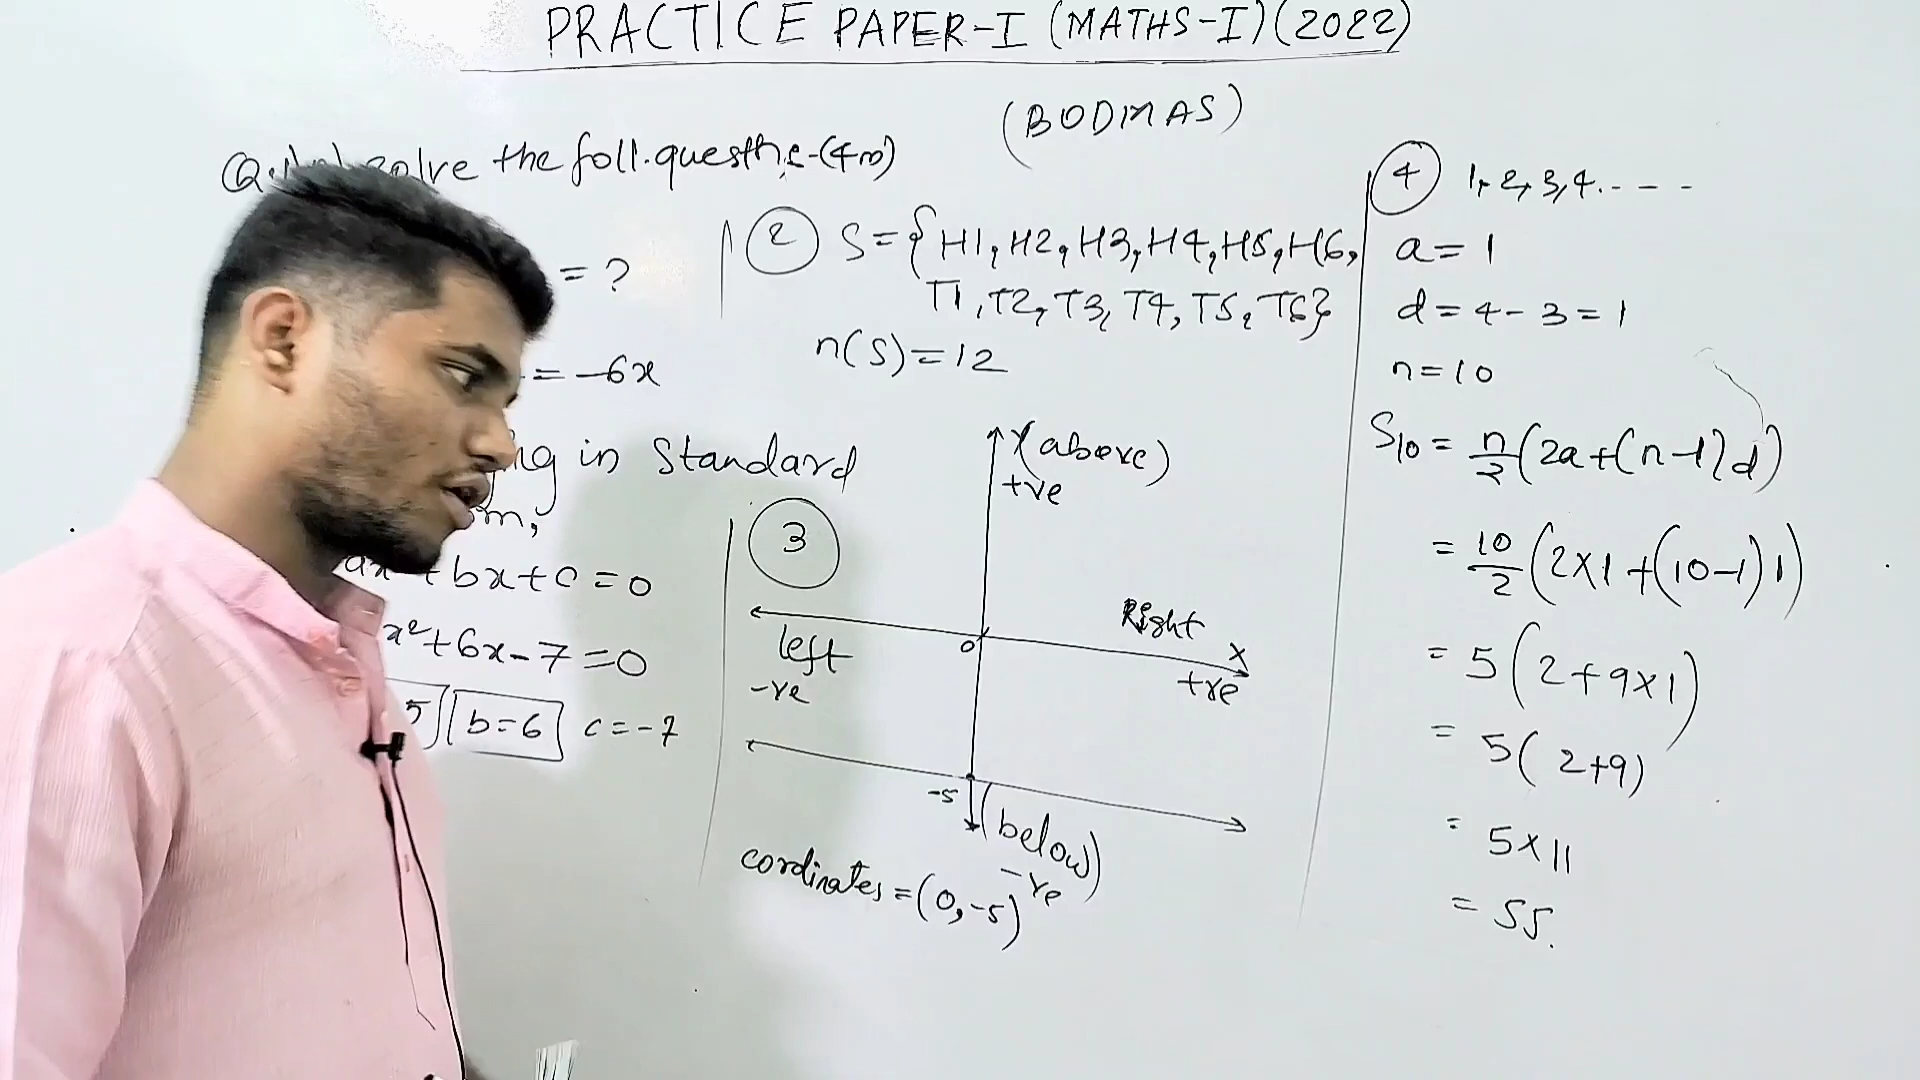 PRACTICE PAPER-I (MATHS-I) (2022)
(BODMAS)
solve the foll. (4m)
= ?
= -6x
in Standard
bx+c=0
x²+6x-7=0
5 b=6 c=-7
2 S={H1,H2,H3,H4,H5,H6,
T1,T2,T3,T4,T5,T6}
n(S)=12
3
Y(above)
+ve
left
-ve
0
Right
X
+ve
-5
(below)
-ve
cordinates=(0,-5)
4 1,2,3,4.---
a=1
d=4-3=1
n=10
S10=n/2(2a+(n-1)d)
=10/2(2×1+(10-1)1)
=5(2+9×1)
=5(2+9)
=5×11
=55.